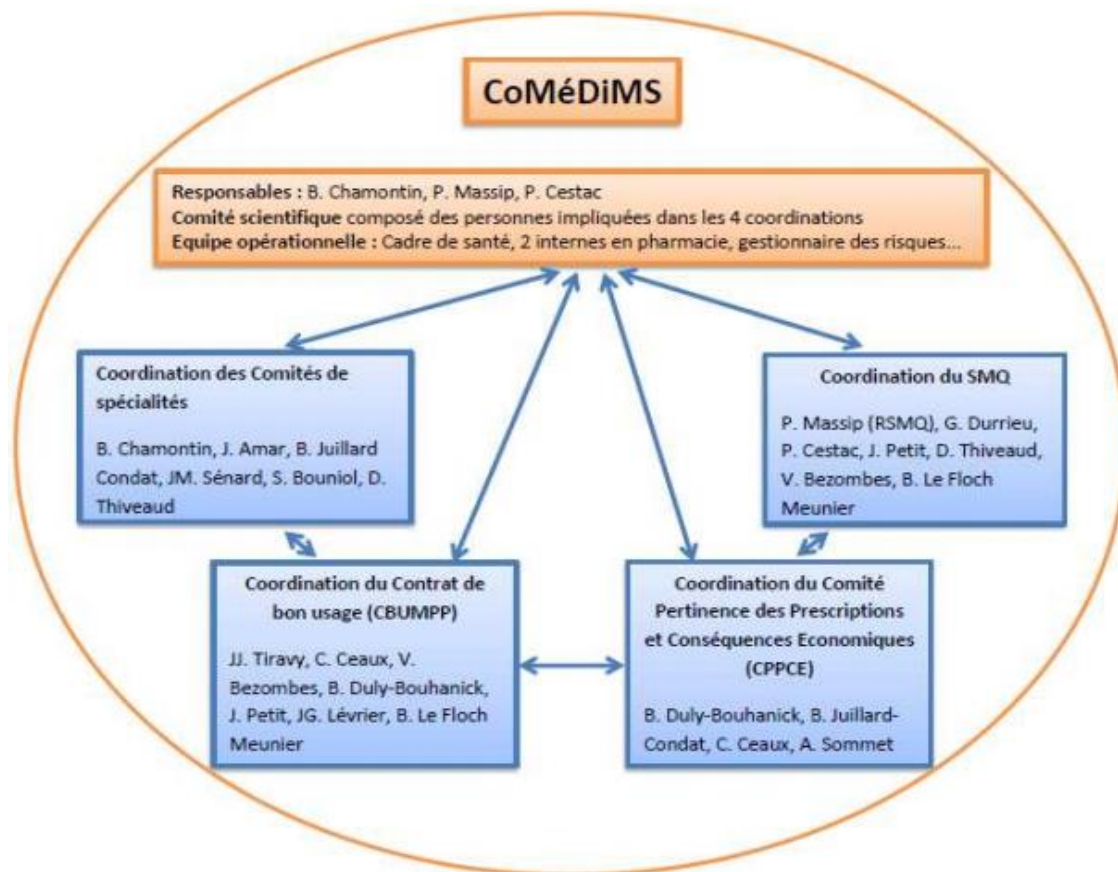 CoMéDiMS
Responsables : B. Chamontin, P. Massip, P. Cestac
Comité scientifique composé des personnes impliquées dans les 4 coordinations
Equipe opérationnelle : Cadre de santé, 2 internes en pharmacie, gestionnaire des risques...
Coordination des Comités de
spécialités
B. Chamontin, J. Amar, B. Juillard
Condat, JM. Sénard, S. Bouniol, D.
Thiveaud
Coordination du SMQ
P. Massip (RSMQ), G. Durrieu,
P. Cestac, J. Petit, D. Thiveaud,
V. Bezombes, B. Le Floch
Meunier
Coordination du Contrat de
bon usage (CBUMPP)
JJ. Tiravy, C. Ceaux, V.
Bezombes, B. Duly-Bouhanick,
J. Petit, JG. Lévrier, B. Le Floch
Meunier
Coordination du Comité
Pertinence des Prescriptions
et Conséquences Economiques
(CPPCE)
B. Duly-Bouhanick, B. Juillard-
Condat, C. Ceaux, A. Sommet